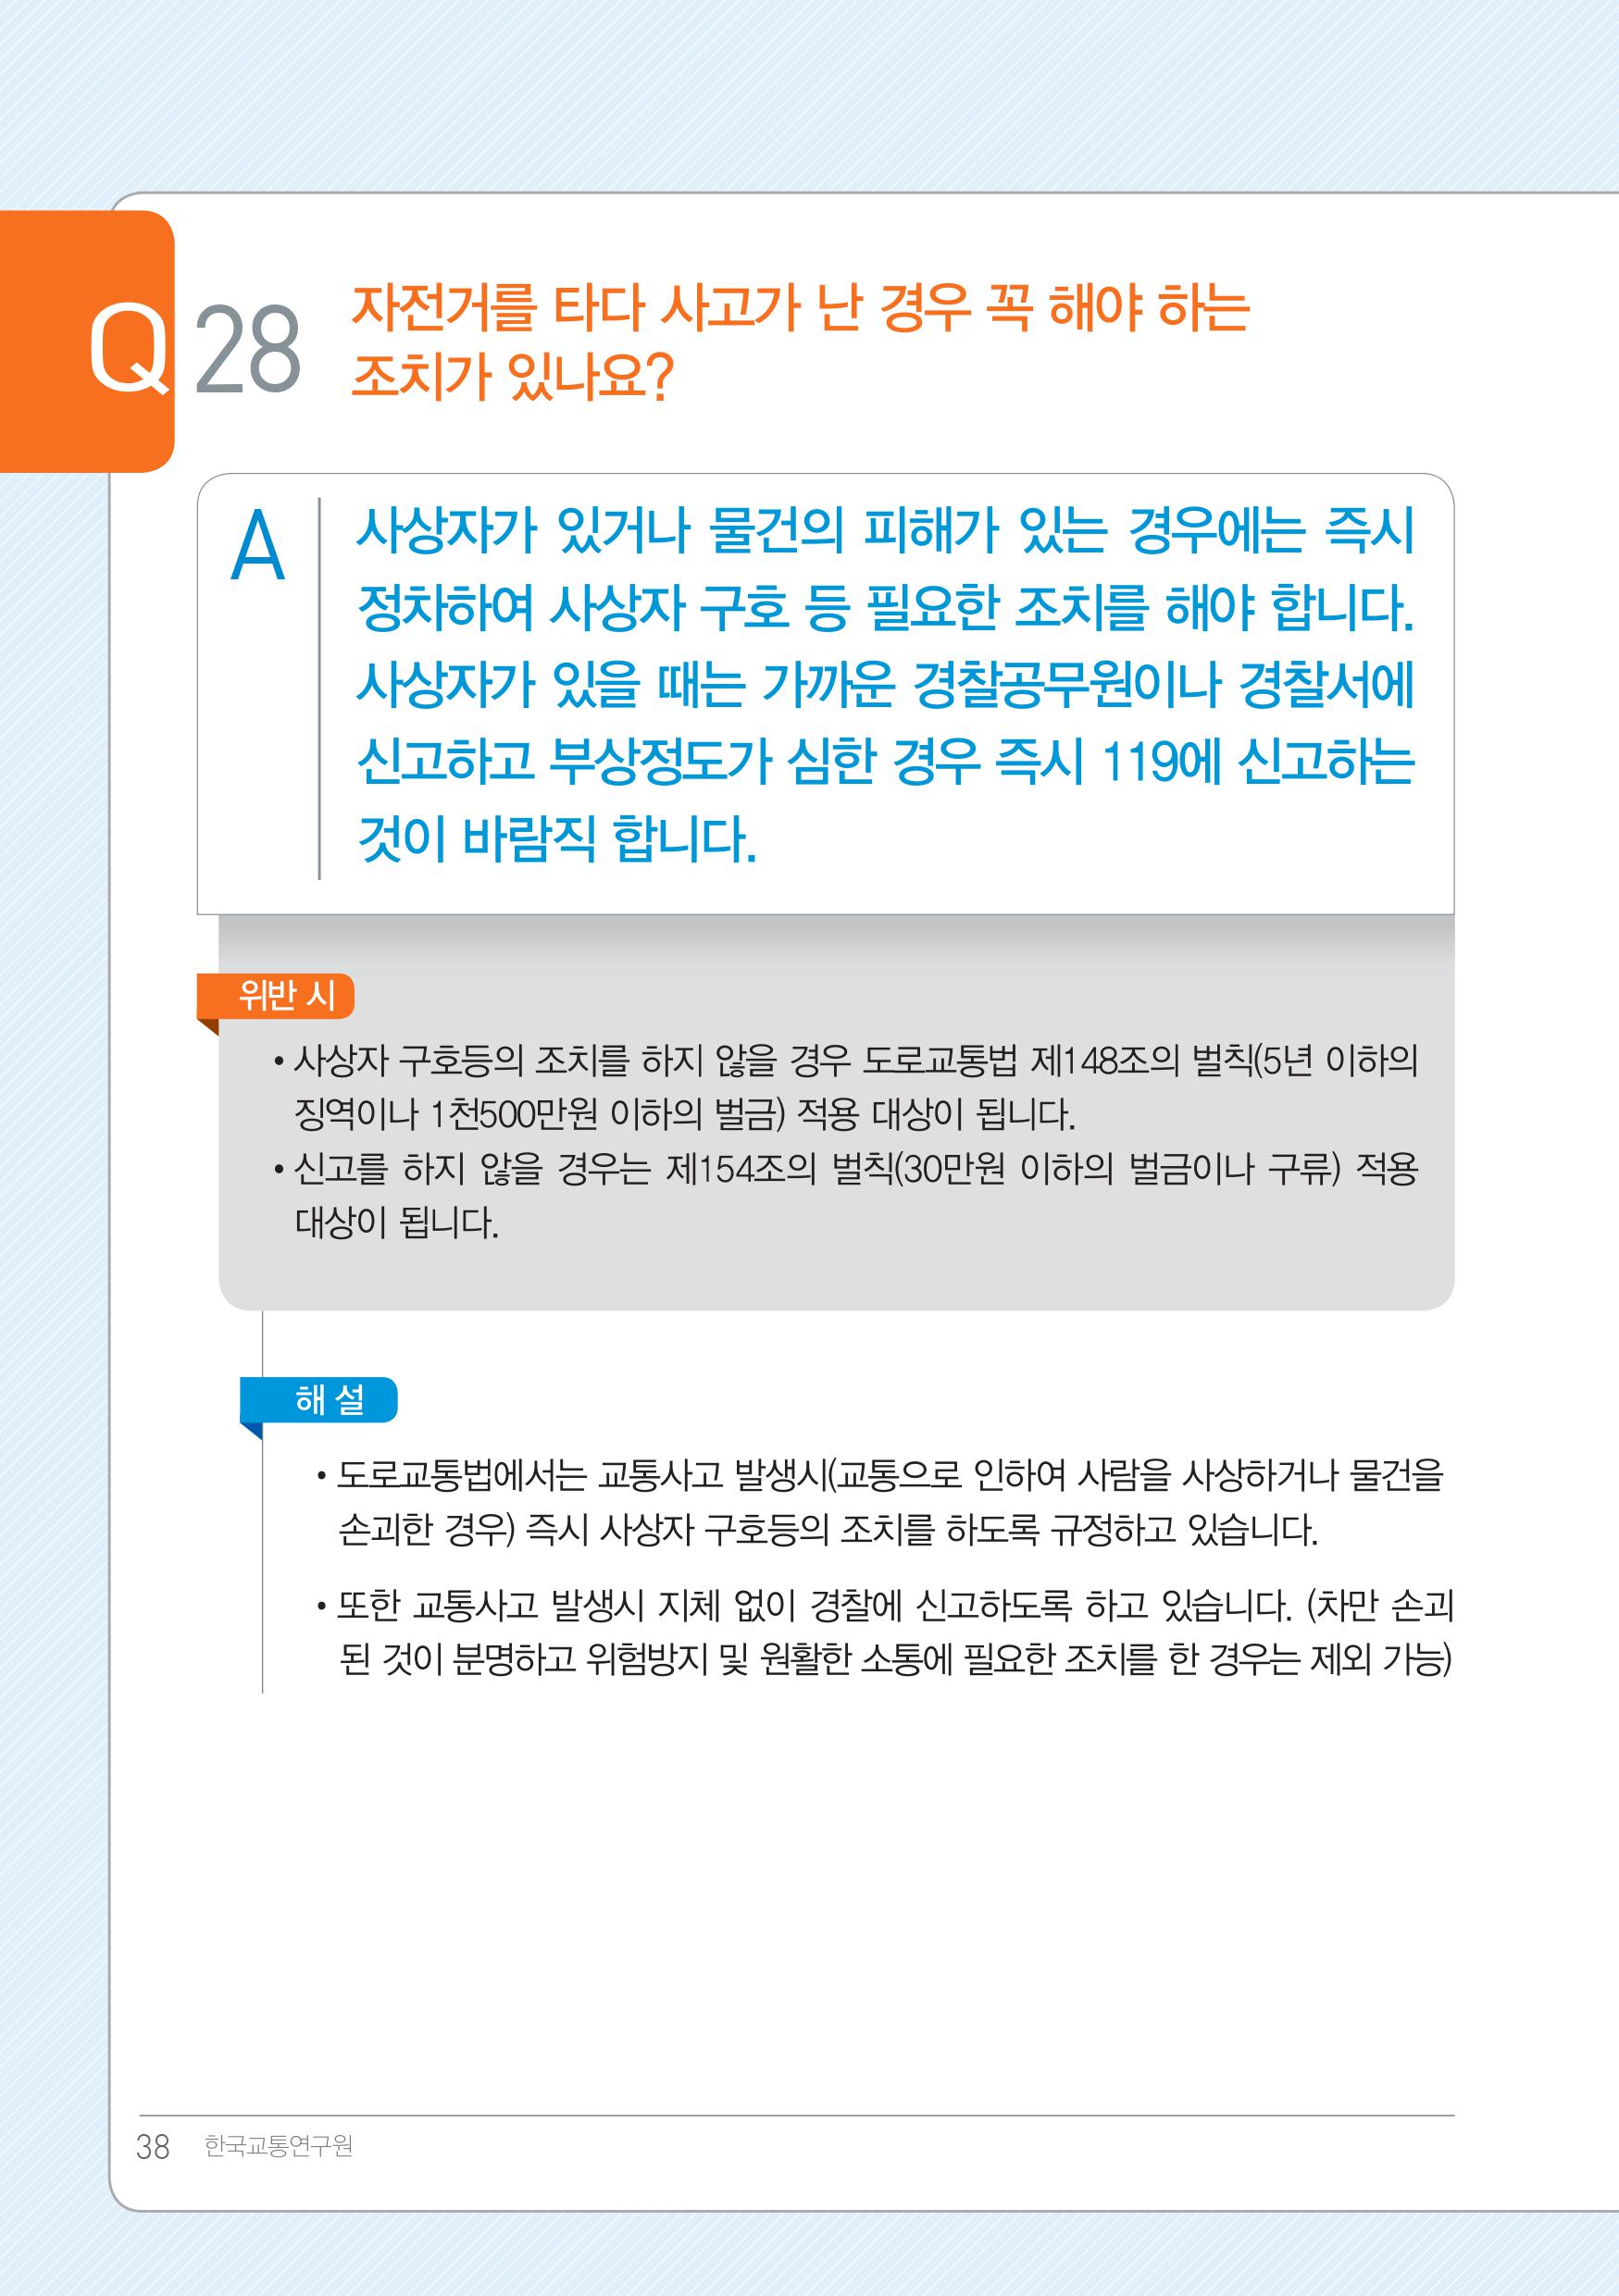 Q 28
자전거를 타다 사고가 난 경우 꼭 해야 하는
조치가 있나요?
A
사상자가 있거나 물건의 피해가 있는 경우에는 즉시
정차하여 사상자 구호 등 필요한 조치를 해야 합니다.
사상자가 있을 때는 가까운 경찰공무원이나 경찰서에
신고하고 부상정도가 심한 경우 즉시 119에 신고하는
것이 바람직 합니다.
위반 시
• 사상자 구호등의 조치를 하지 않을 경우 도로교통법 제148조의 벌칙(5년 이하의
징역이나 1천500만원 이하의 벌금) 적용 대상이 됩니다.
• 신고를 하지 않을 경우는 제154조의 벌칙(30만원 이하의 벌금이나 구류) 적용
대상이 됩니다.
해 설
• 도로교통법에서는 교통사고 발생시(교통으로 인하여 사람을 사상하거나 물건을
손괴한 경우) 즉시 사상자 구호등의 조치를 하도록 규정하고 있습니다.
• 또한 교통사고 발생시 지체 없이 경찰에 신고하도록 하고 있습니다. (차만 손괴
된 것이 분명하고 위험방지 및 원활한 소통에 필요한 조치를 한 경우는 제외 가능)
38 한국교통연구원